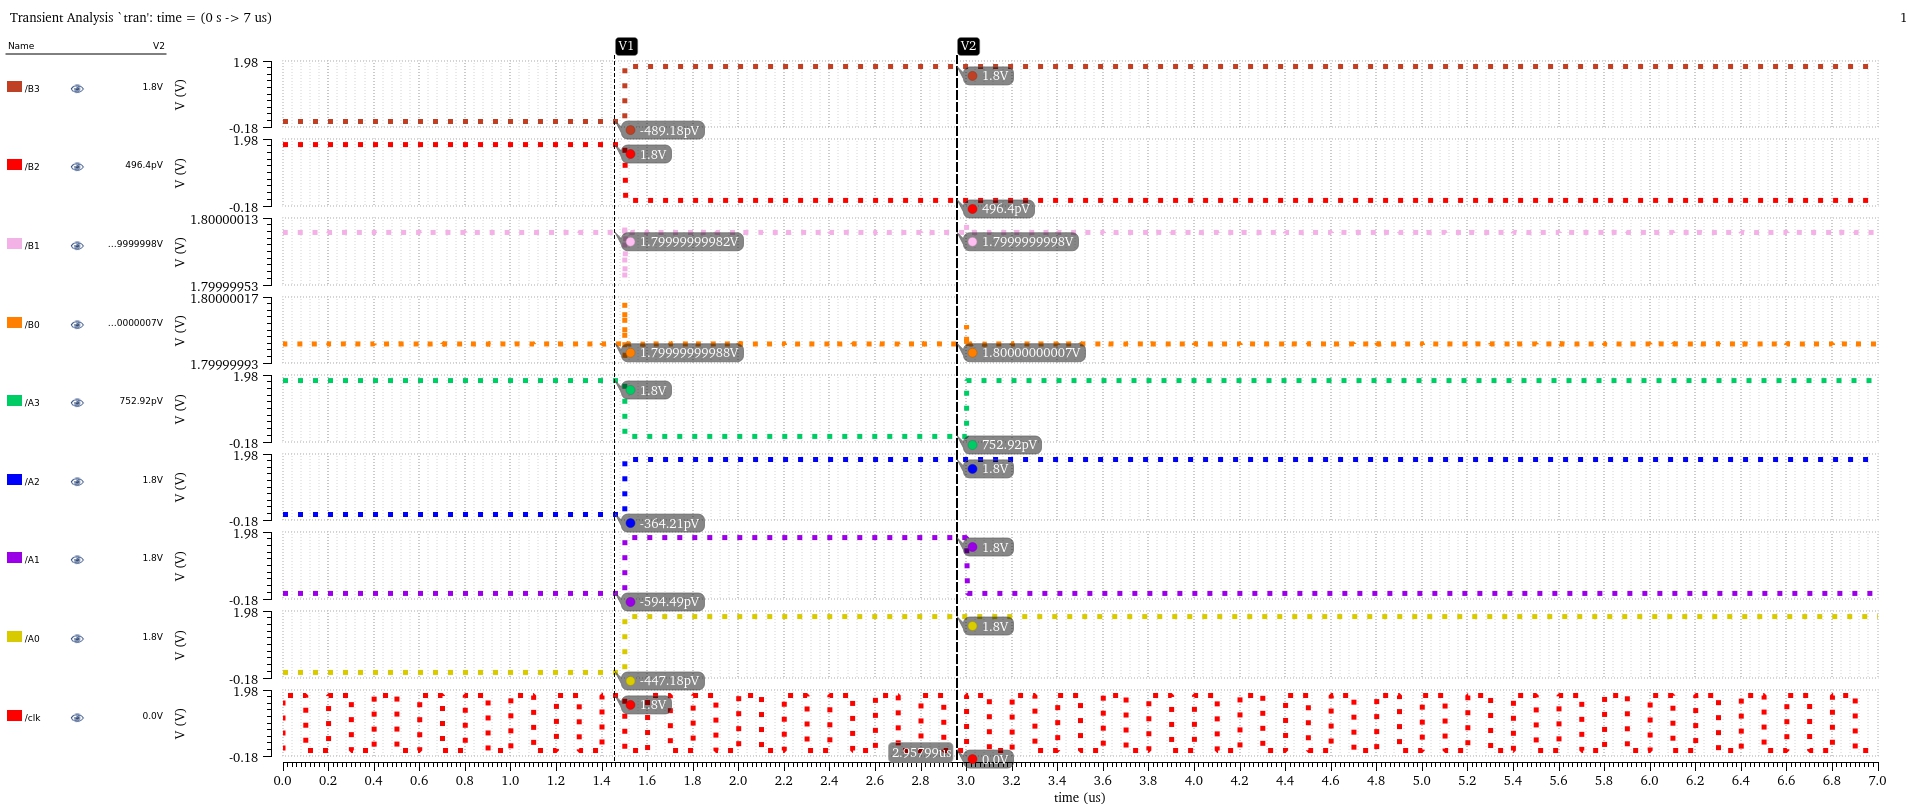 Transient Analysis `tran': time = (0 s -> 7 us)
1
Name V2
V1
V2
/B3 1.8V
V (V)
1.98
-0.18
-489.18pV
1.8V
/B2 496.4pV
V (V)
1.98
-0.18
1.8V
496.4pV
/B1 ...9999998V
V (V)
1.80000013
1.79999953
1.79999999982V
1.7999999998V
/B0 ...0000007V
V (V)
1.80000017
1.79999993
1.79999999988V
1.80000000007V
/A3 752.92pV
V (V)
1.98
-0.18
1.8V
752.92pV
/A2 1.8V
V (V)
1.98
-0.18
-364.21pV
1.8V
/A1 1.8V
V (V)
1.98
-0.18
-594.49pV
1.8V
/A0 1.8V
V (V)
1.98
-0.18
-447.18pV
1.8V
/clk 0.0V
V (V)
1.98
-0.18
1.8V
2.95799us
0.0V
0.0 0.2 0.4 0.6 0.8 1.0 1.2 1.4 1.6 1.8 2.0 2.2 2.4 2.6 2.8 3.0 3.2 3.4 3.6 3.8 4.0 4.2 4.4 4.6 4.8 5.0 5.2 5.4 5.6 5.8 6.0 6.2 6.4 6.6 6.8 7.0
time (us)